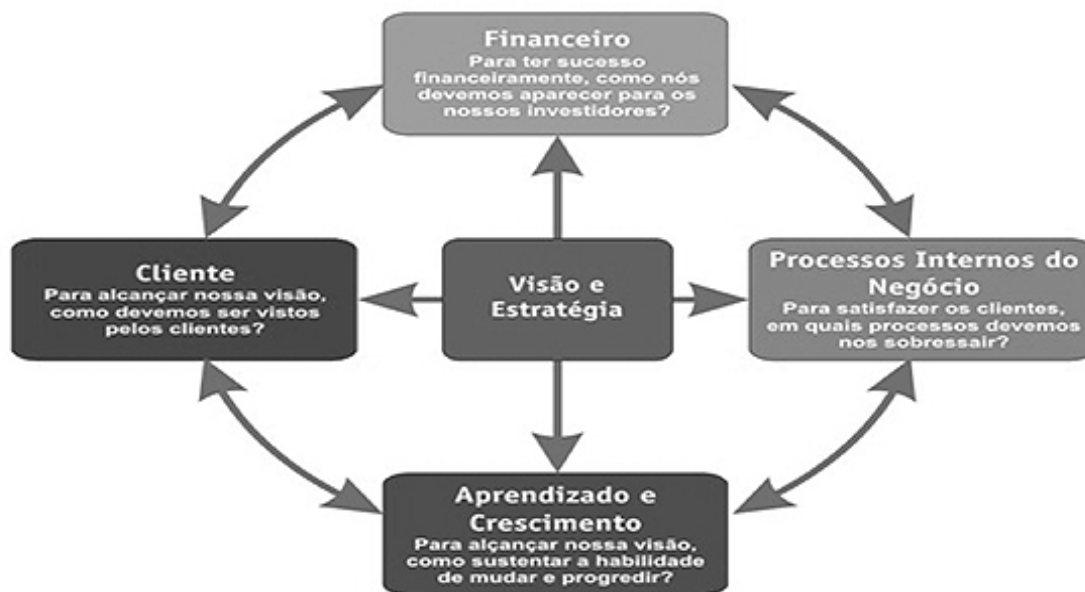 Financeiro
Para ter sucesso
financeiramente, como nós
devemos aparecer para os
nossos investidores?
Cliente
Para alcançar nossa visão,
como devemos ser vistos
pelos clientes?
Visão e
Estratégia
Processos Internos do
Negócio
Para satisfazer os clientes,
em quais processos devemos
nos sobressair?
Aprendizado e
Crescimento
Para alçançar nossa visão,
como sustentar a habilidade
de mudar e progredir?